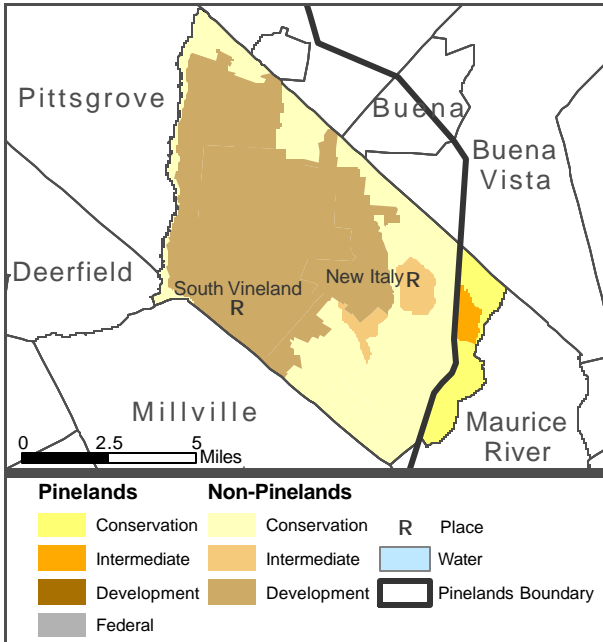 Pittsgrove
Buena
Buena
Vista
Deerfield
South Vineland
R
New Italy R
Millville
Maurice
River
0 2.5 5
Miles
Pinelands Non-Pinelands
Conservation Conservation R Place
Intermediate Intermediate Water
Development Development Pinelands Boundary
Federal